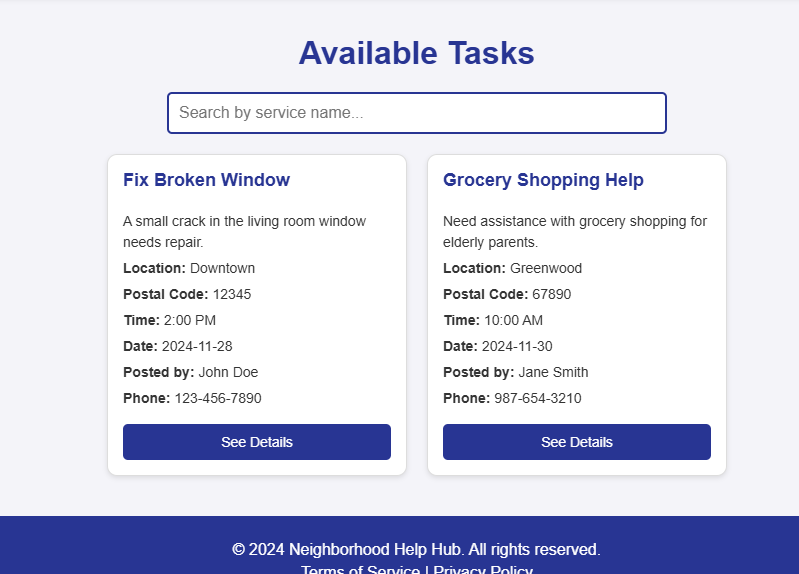 Available Tasks
Search by service name...
Fix Broken Window
A small crack in the living room window
needs repair.
Location: Downtown
Postal Code: 12345
Time: 2:00 PM
Date: 2024-11-28
Posted by: John Doe
Phone: 123-456-7890
See Details
Grocery Shopping Help
Need assistance with grocery shopping for
elderly parents.
Location: Greenwood
Postal Code: 67890
Time: 10:00 AM
Date: 2024-11-30
Posted by: Jane Smith
Phone: 987-654-3210
See Details
© 2024 Neighborhood Help Hub. All rights reserved.
Terms of Service | Privacy Policy